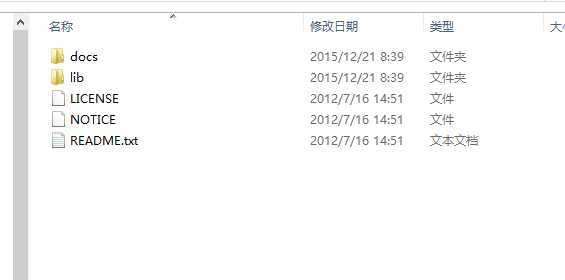 名称 修改日期 类型 大小
docs 2015/12/21 8:39 文件夹
lib 2015/12/21 8:39 文件夹
LICENSE 2012/7/16 14:51 文件
NOTICE 2012/7/16 14:51 文件
README.txt 2012/7/16 14:51 文本文档